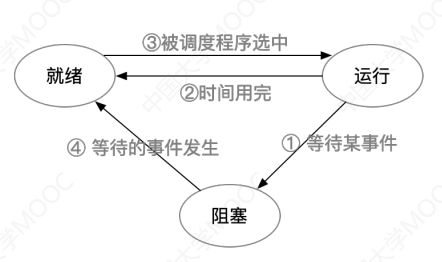 ③被调度程序选中
就绪
运行
②时间用完
④ 等待的事件发生
① 等待某事件
阻塞
中国大学MOOC